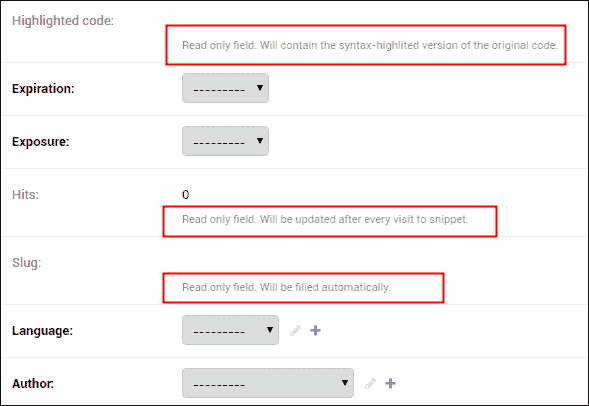 Highlighted code:
Read only field. Will contain the syntax-highlited version of the original code.
Expiration: ---------
Exposure: ---------
Hits: 0
Read only field. Will be updated after every visit to snippet.
Slug:
Read only field. Will be filled automatically.
Language: ---------
Author: ---------